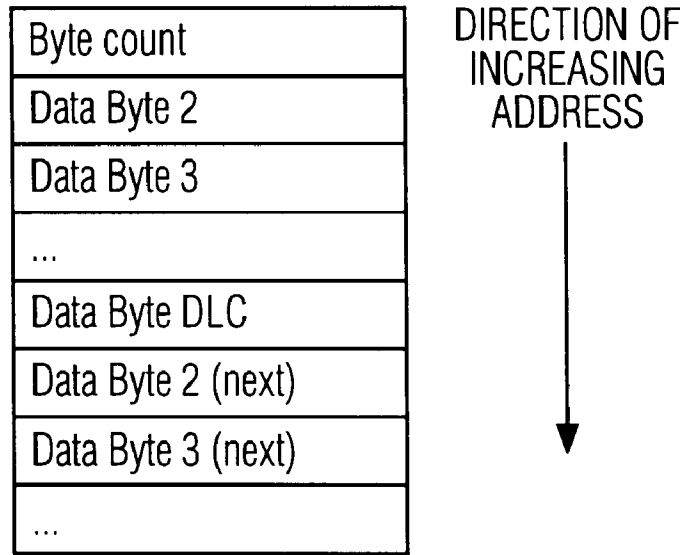 Byte count
Data Byte 2
Data Byte 3
...
Data Byte DLC
Data Byte 2 (next)
Data Byte 3 (next)
...
DIRECTION OF
INCREASING
ADDRESS